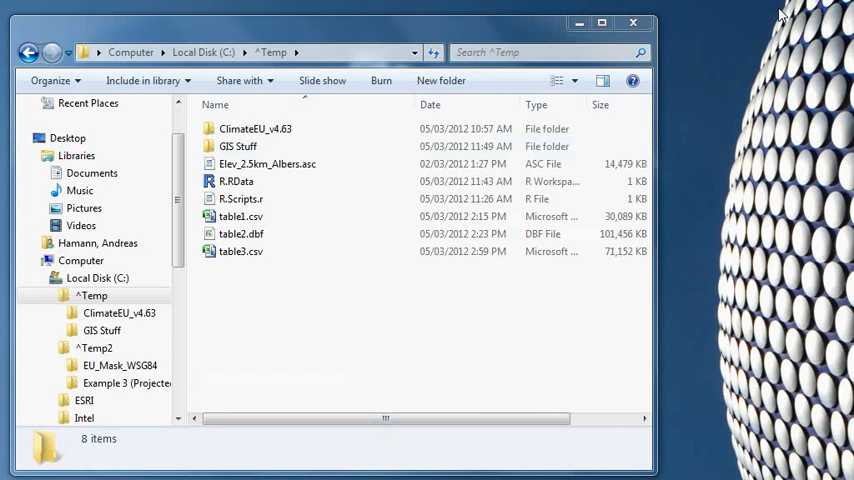 Computer Local Disk (C:) ^Temp Search ^Temp
Organize Include in library Share with Slide show Burn New folder
Recent Places
Desktop
Libraries
Documents
Music
Pictures
Videos
Hamann, Andreas
Computer
Local Disk (C:)
^Temp
ClimateEU_v4.63
GIS Stuff
^Temp2
EU_Mask_WSG84
Example 3 (Projecte
ESRI
Intel
Name Date Type Size
ClimateEU_v4.63 05/03/2012 10:57 AM File folder
GIS Stuff 05/03/2012 11:49 AM File folder
Elev_2.5km_Albers.asc 02/03/2012 1:27 PM ASC File 14,479 KB
R.RData 05/03/2012 11:43 AM R Workspa... 1 KB
R.Scripts.r 05/03/2012 11:26 AM R File 1 KB
table1.csv 05/03/2012 2:15 PM Microsoft ... 30,089 KB
table2.dbf 05/03/2012 2:23 PM DBF File 101,456 KB
table3.csv 05/03/2012 2:59 PM Microsoft ... 71,152 KB
8 items